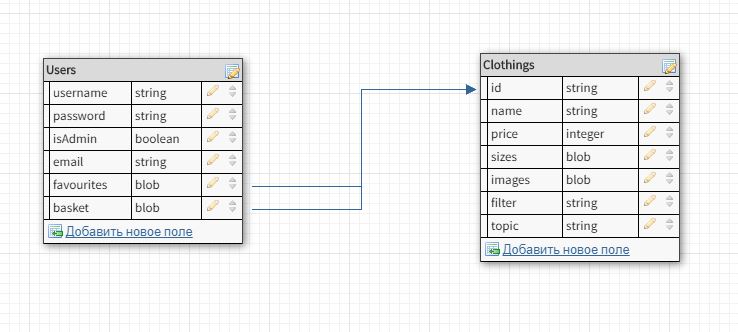 Users
username string
password string
isAdmin boolean
email string
favourites blob
basket blob
Добавить новое поле
Clothings
id string
name string
price integer
sizes blob
images blob
filter string
topic string
Добавить новое поле